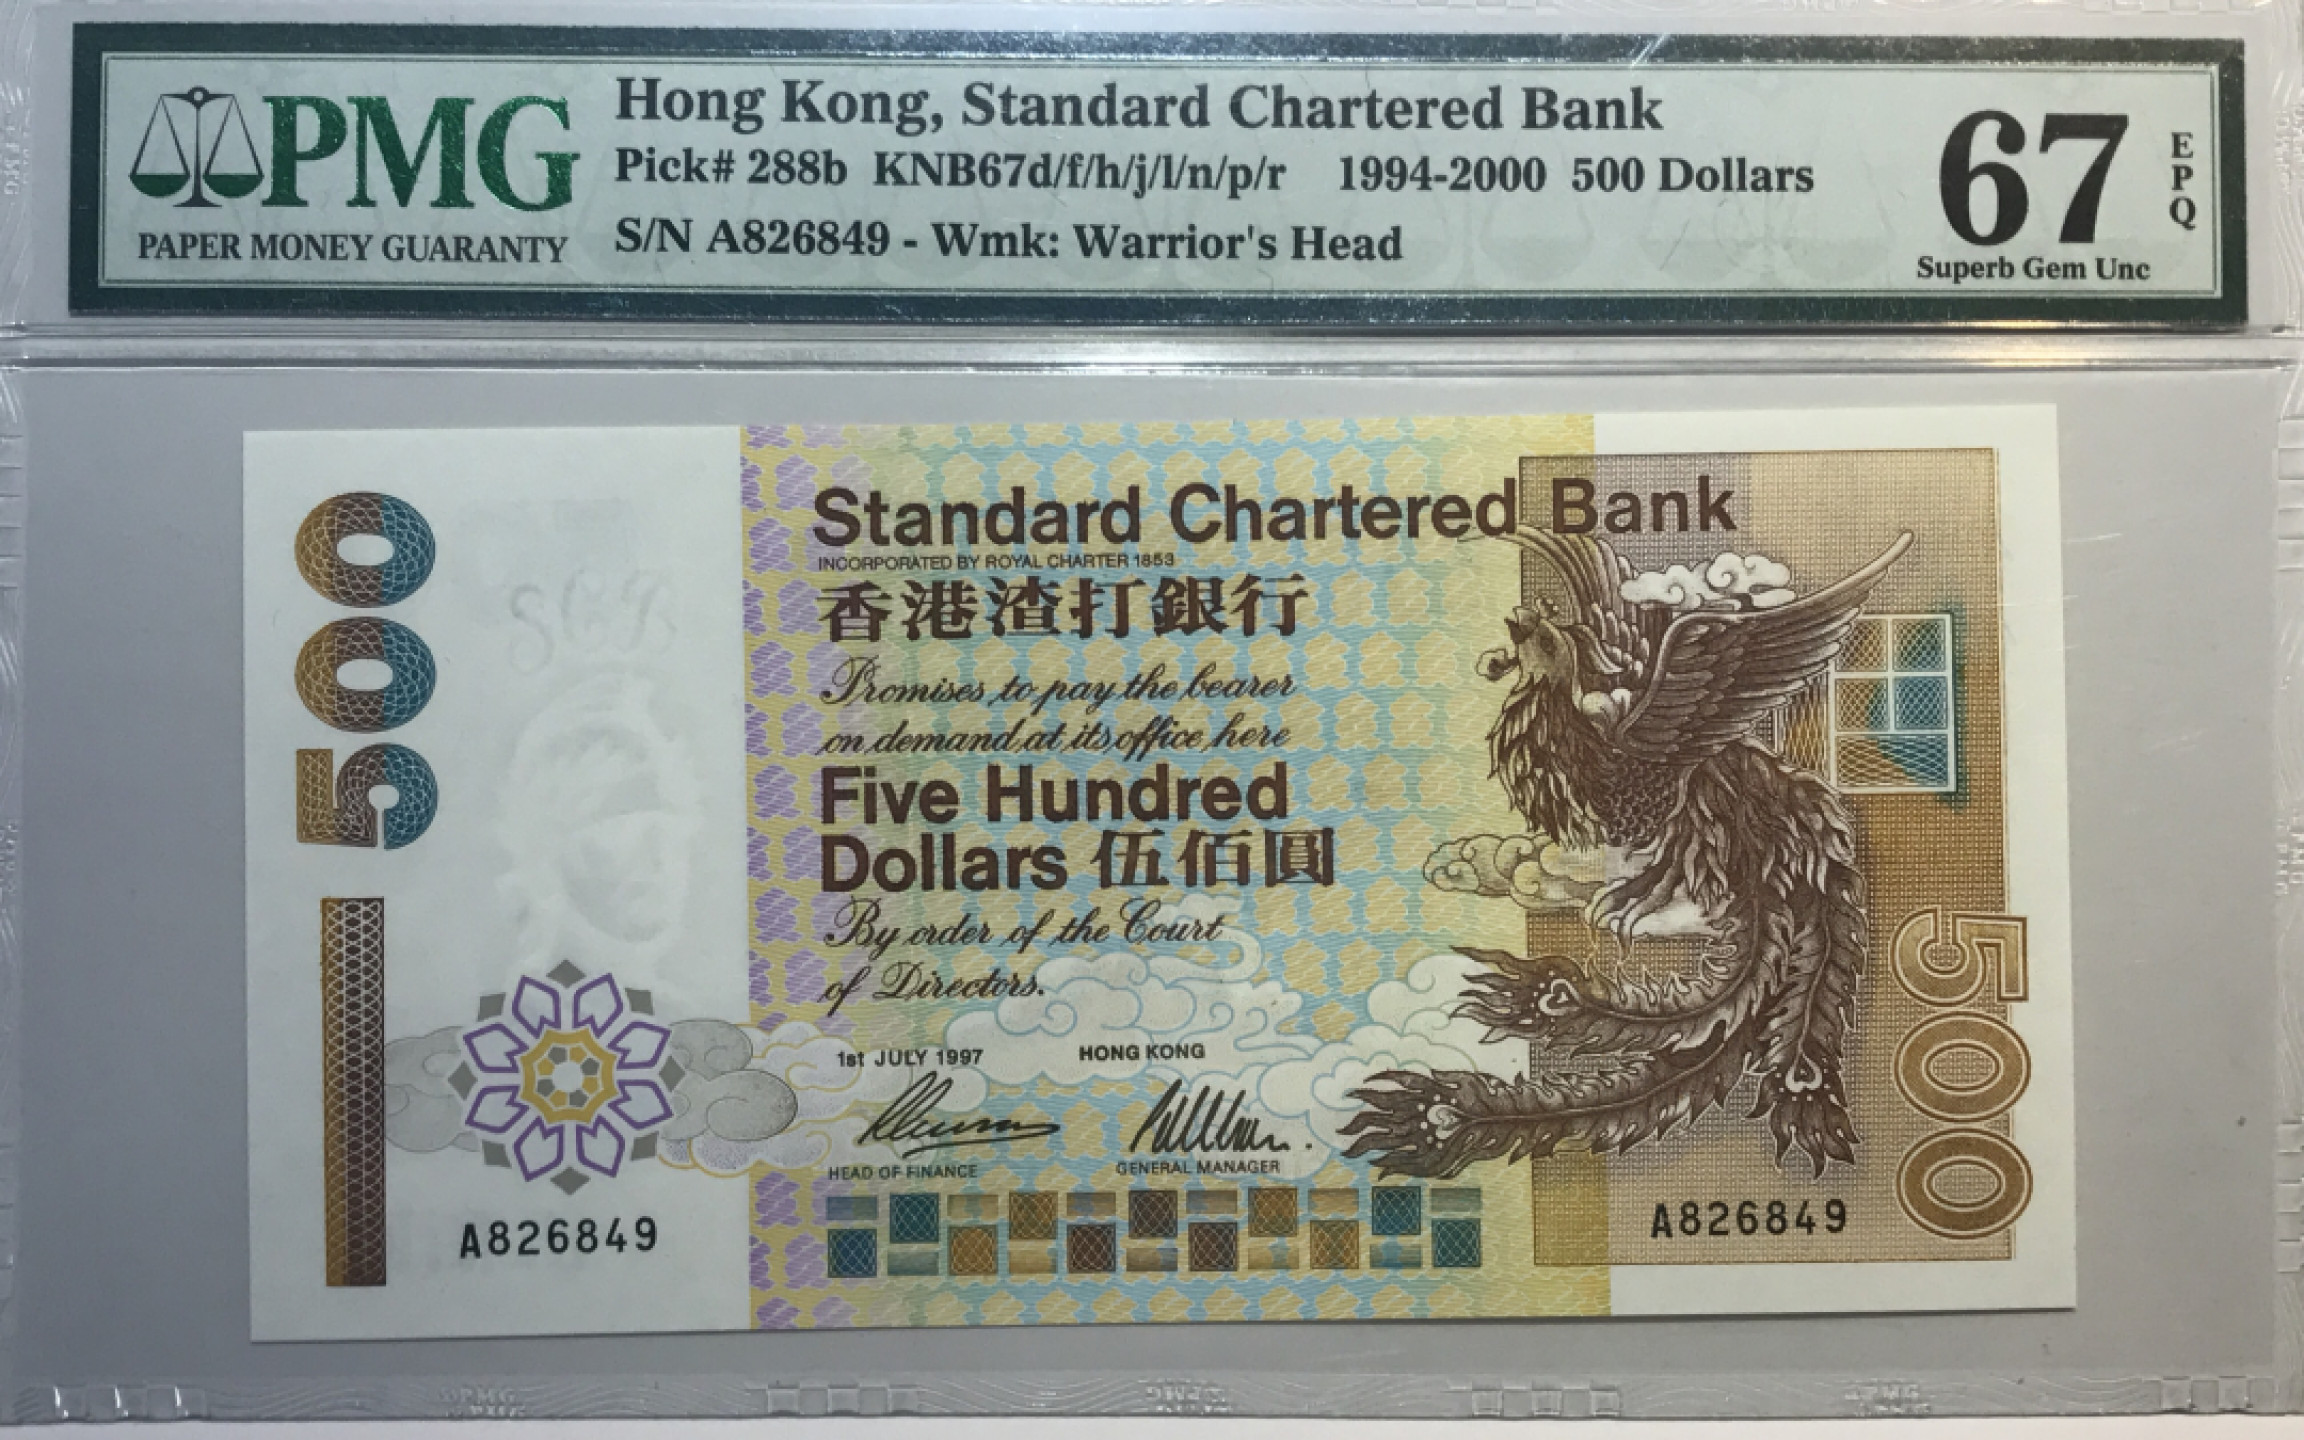 PMG
PAPER MONEY GUARANTY
Hong Kong, Standard Chartered Bank
Pick# 288b KNB67d/f/h/j/l/n/p/r 1994-2000 500 Dollars
S/N A826849 - Wmk: Warrior's Head
67
EPQ
Superb Gem Unc
500
Standard Chartered Bank
INCORPORATED BY ROYAL CHARTER 1853
香港渣打銀行
Promises to pay the bearer
on demand at its office here
Five Hundred
Dollars 伍佰圓
By order of the Court
of Directors.
1st JULY 1997 HONG KONG
HEAD OF FINANCE GENERAL MANAGER
A826849
A826849
500